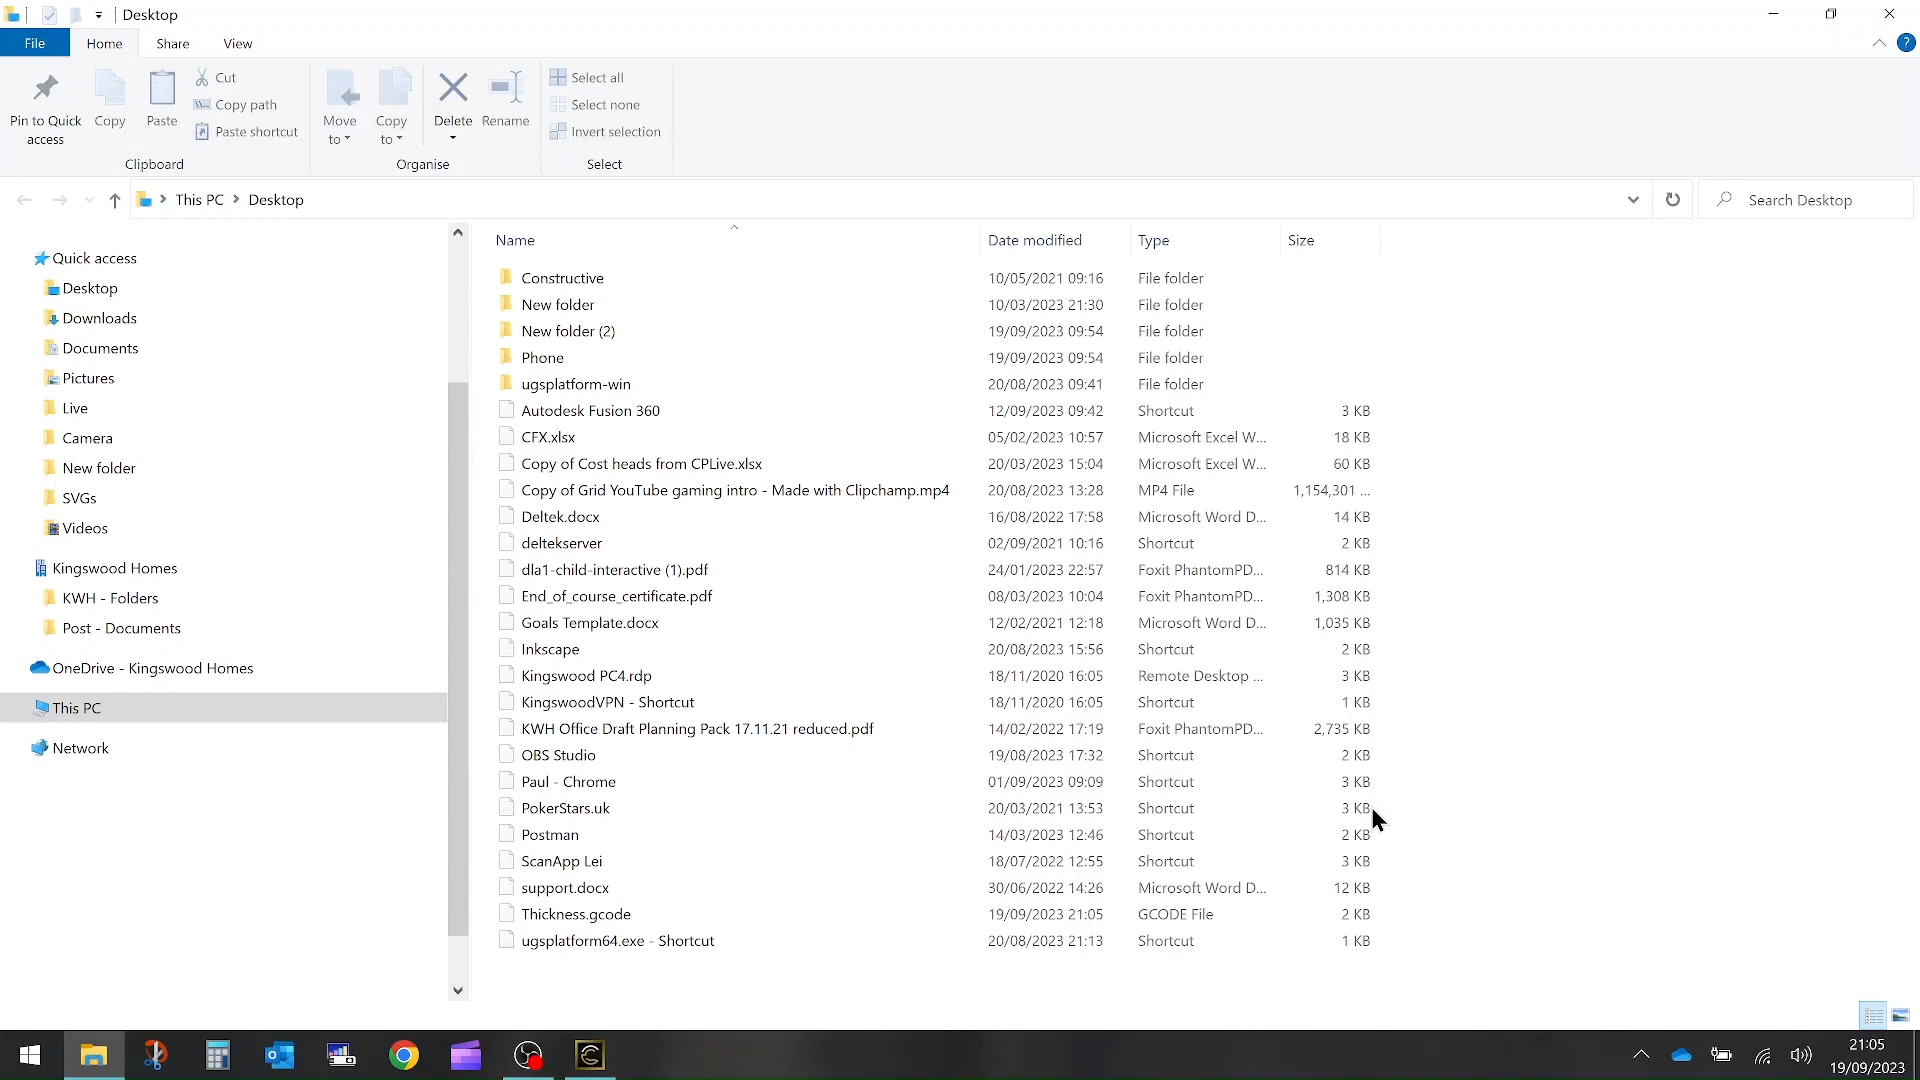 Desktop
File Home Share View
Pin to Quick access
Copy
Paste
Cut
Copy path
Paste shortcut
Clipboard
Move to
Copy to
Delete
Rename
Organise
Select all
Select none
Invert selection
Select
This PC Desktop
Search Desktop
Quick access
Desktop
Downloads
Documents
Pictures
Live
Camera
New folder
SVGs
Videos
Kingswood Homes
KWH - Folders
Post - Documents
OneDrive - Kingswood Homes
This PC
Network
Name Date modified Type Size
Constructive 10/05/2021 09:16 File folder
New folder 10/03/2023 21:30 File folder
New folder (2) 19/09/2023 09:54 File folder
Phone 19/09/2023 09:54 File folder
ugsplatform-win 20/08/2023 09:41 File folder
Autodesk Fusion 360 12/09/2023 09:42 Shortcut 3 KB
CFX.xlsx 05/02/2023 10:57 Microsoft Excel W... 18 KB
Copy of Cost heads from CPLive.xlsx 20/03/2023 15:04 Microsoft Excel W... 60 KB
Copy of Grid YouTube gaming intro - Made with Clipchamp.mp4 20/08/2023 13:28 MP4 File 1,154,301 ...
Deltek.docx 16/08/2022 17:58 Microsoft Word D... 14 KB
deltekserver 02/09/2021 10:16 Shortcut 2 KB
dla1-child-interactive (1).pdf 24/01/2023 22:57 Foxit PhantomPD... 814 KB
End_of_course_certificate.pdf 08/03/2023 10:04 Foxit PhantomPD... 1,308 KB
Goals Template.docx 12/02/2021 12:18 Microsoft Word D... 1,035 KB
Inkscape 20/08/2023 15:56 Shortcut 2 KB
Kingswood PC4.rdp 18/11/2020 16:05 Remote Desktop ... 3 KB
KingswoodVPN - Shortcut 18/11/2020 16:05 Shortcut 1 KB
KWH Office Draft Planning Pack 17.11.21 reduced.pdf 14/02/2022 17:19 Foxit PhantomPD... 2,735 KB
OBS Studio 19/08/2023 17:32 Shortcut 2 KB
Paul - Chrome 01/09/2023 09:09 Shortcut 3 KB
PokerStars.uk 20/03/2021 13:53 Shortcut 3 KB
Postman 14/03/2023 12:46 Shortcut 2 KB
ScanApp Lei 18/07/2022 12:55 Shortcut 3 KB
support.docx 30/06/2022 14:26 Microsoft Word D... 12 KB
Thickness.gcode 19/09/2023 21:05 GCODE File 2 KB
ugsplatform64.exe - Shortcut 20/08/2023 21:13 Shortcut 1 KB
21:05
19/09/2023